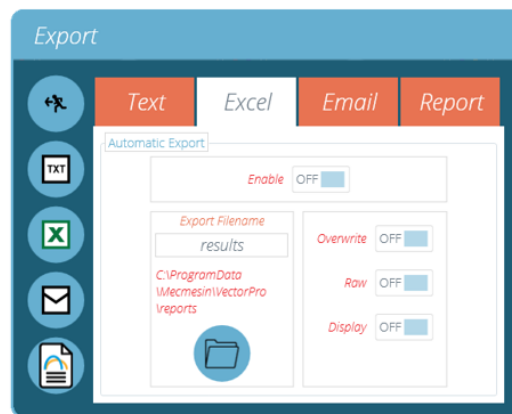 Export
Text Excel Email Report
Automatic Export
Enable OFF
Export Filename
results
C:\ProgramData
\Mecmesin\VectorPro
\reports
Overwrite OFF
Raw OFF
Display OFF
TXT
X